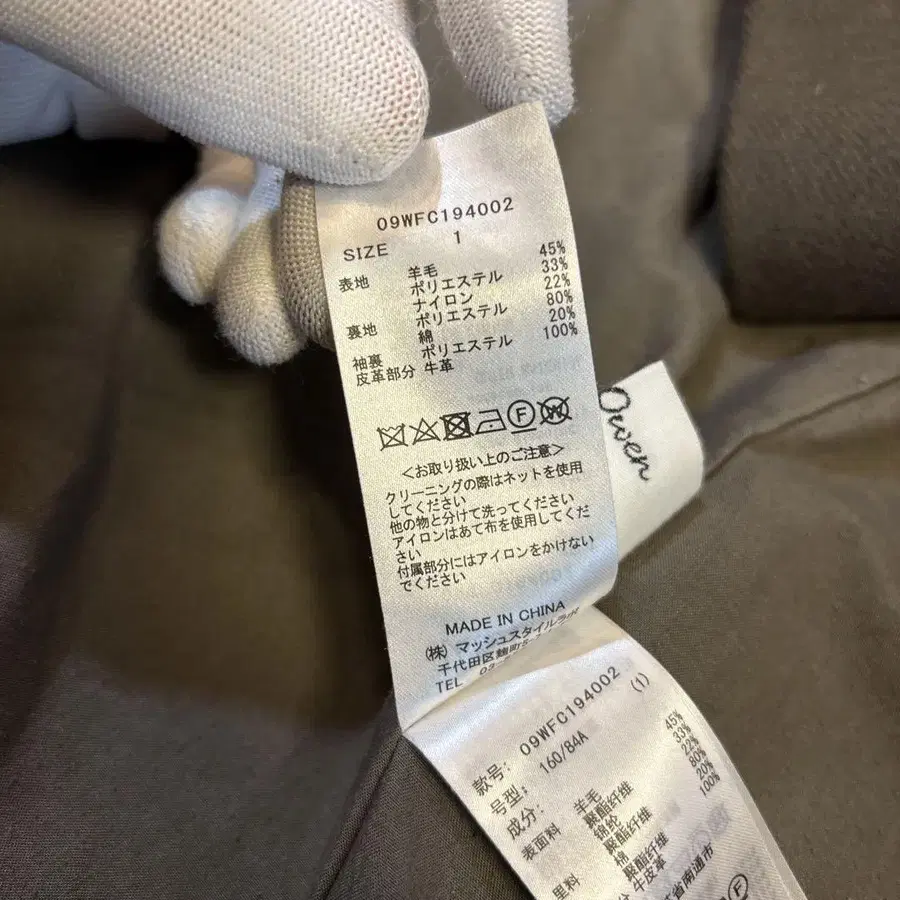 09WFC194002
SIZE 1
表地 羊毛 45%
ポリエステル 33%
ナイロン 22%
裏地 ポリエステル 80%
綿 20%
袖裏 ポリエステル 100%
皮革部分 牛革
F
W
<お取り扱い上のご注意>
クリーニングの際はネットを使用
してください
他の物と分けて洗ってください
アイロンはあて布を使用してくだ
さい
付属部分にはアイロンをかけない
でください
MADE IN CHINA
(株) マッシュスタイルラボ
千代田区麹町5-
TEL 03-
Owen
款号: 09WFC194002 (1)
号型: 160/84A
成分:
表面料 羊毛 45%
聚酯纤维 33%
锦纶 22%
聚酯纤维 80%
棉 20%
聚酯纤维 100%
牛皮革
里料
省南通市
F